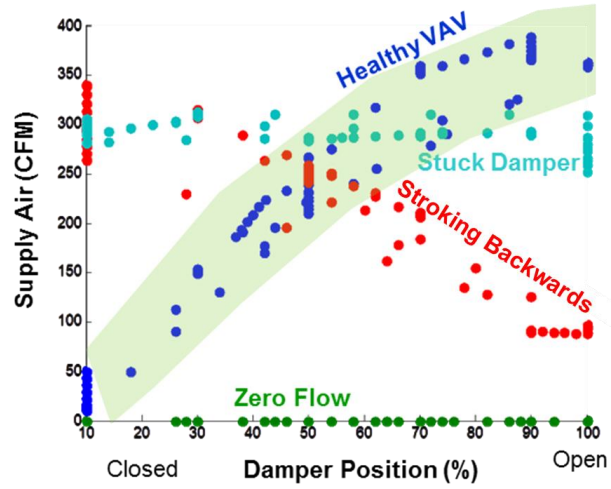 400
350
300
250
200
150
100
50
0
Supply Air (CFM)
Healthy VAV
Stuck Damper
Stroking Backwards
Zero Flow
10 20 30 40 50 60 70 80 90 100
Closed Damper Position (%) Open